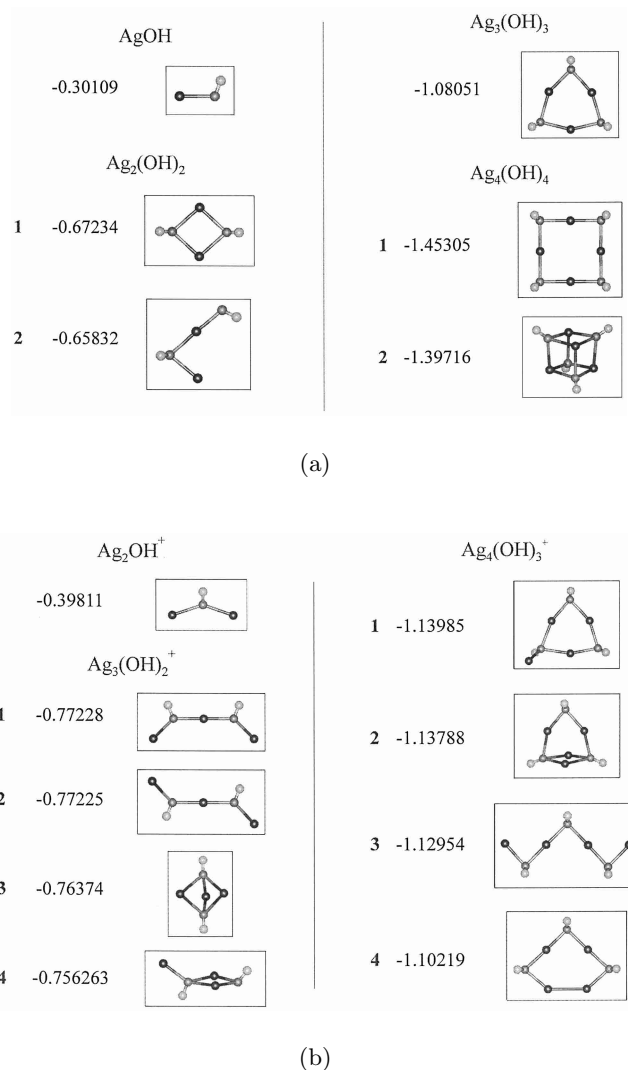 AgOH
-0.30109
Ag₂(OH)₂
1 -0.67234
2 -0.65832
Ag₃(OH)₃
-1.08051
Ag₄(OH)₄
1 -1.45305
2 -1.39716
(a)
Ag₂OH⁺
-0.39811
Ag₃(OH)₂⁺
1 -0.77228
2 -0.77225
3 -0.76374
4 -0.756263
Ag₄(OH)₃⁺
1 -1.13985
2 -1.13788
3 -1.12954
4 -1.10219
(b)